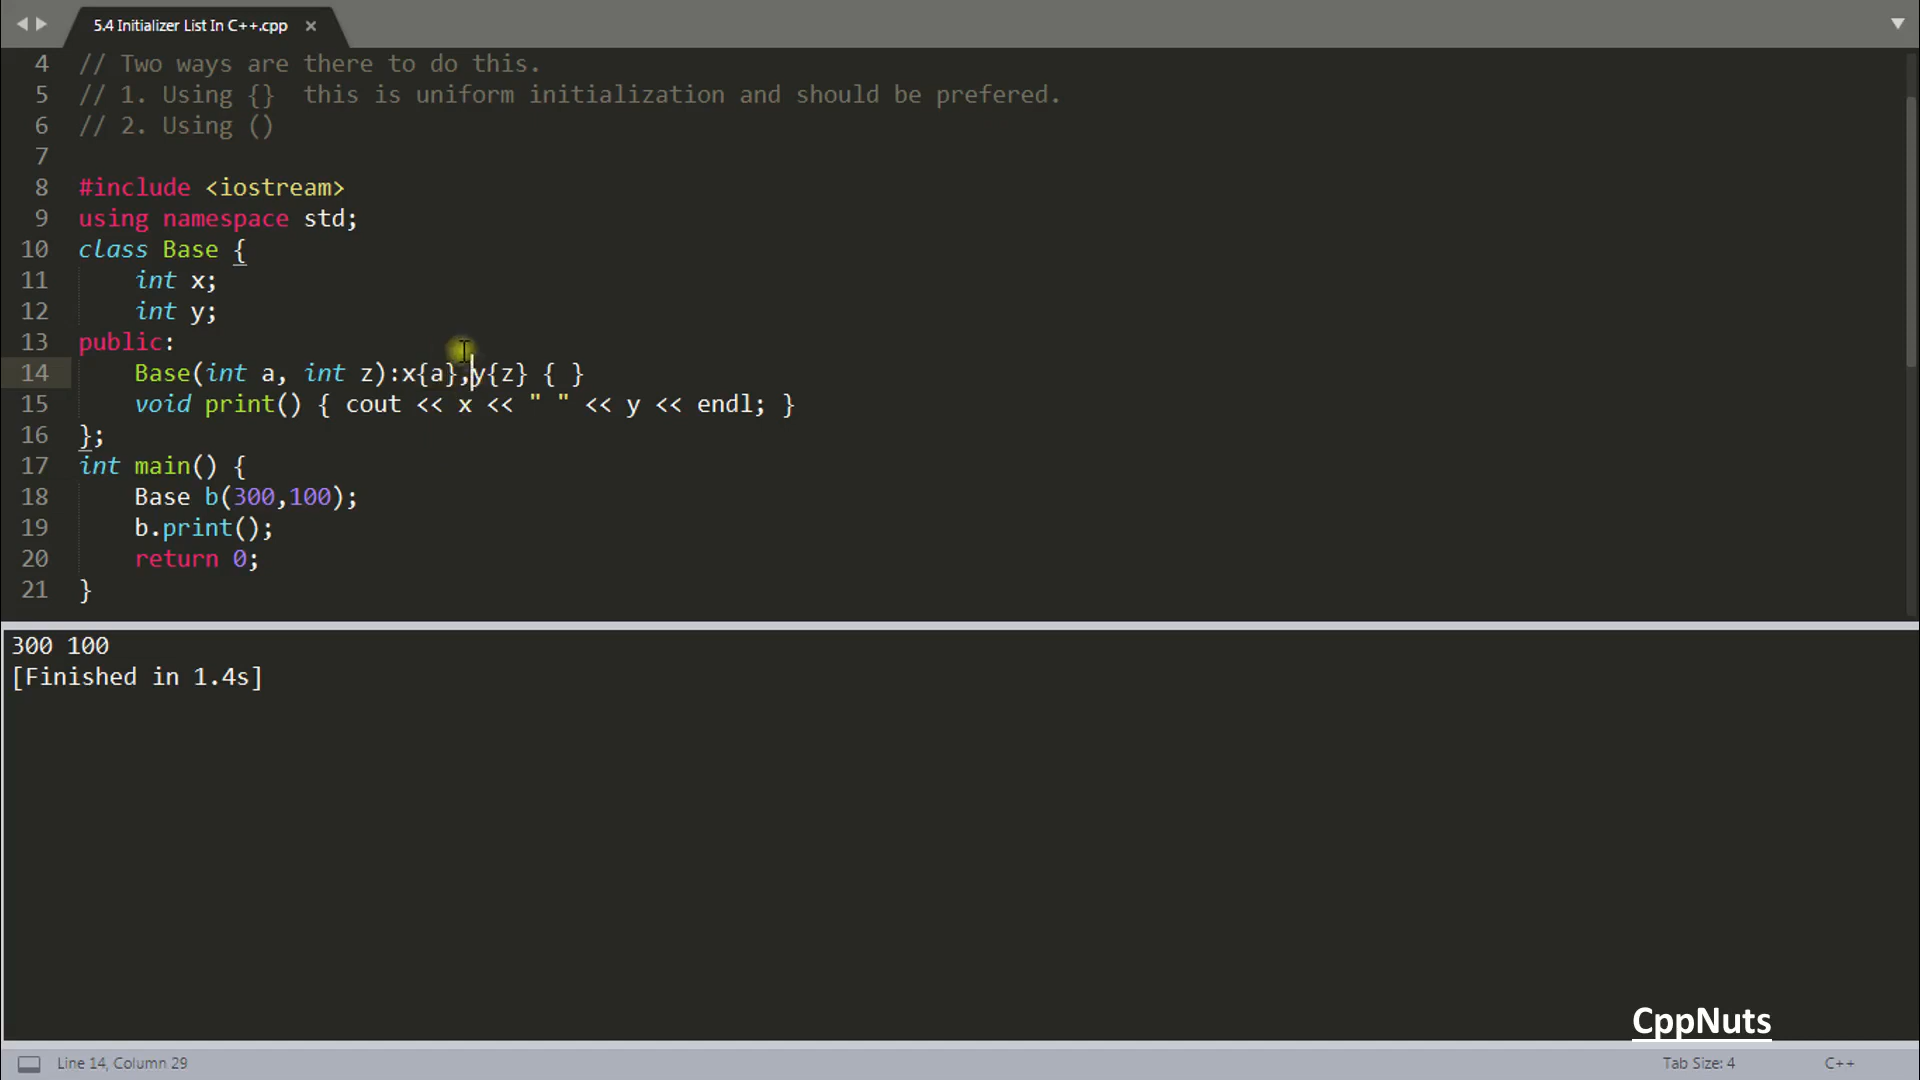 5.4 Initializer List In C++.cpp ×
4 // Two ways are there to do this.
5 // 1. Using {}  this is uniform initialization and should be prefered.
6 // 2. Using ()
7
8 #include <iostream>
9 using namespace std;
10 class Base {
11     int x;
12     int y;
13 public:
14     Base(int a, int z):x{a},y{z} { }
15     void print() { cout << x << " " << y << endl; }
16 };
17 int main() {
18     Base b(300,100);
19     b.print();
20     return 0;
21 }
300 100
[Finished in 1.4s]
CppNuts
Line 14, Column 29 Tab Size: 4 C++